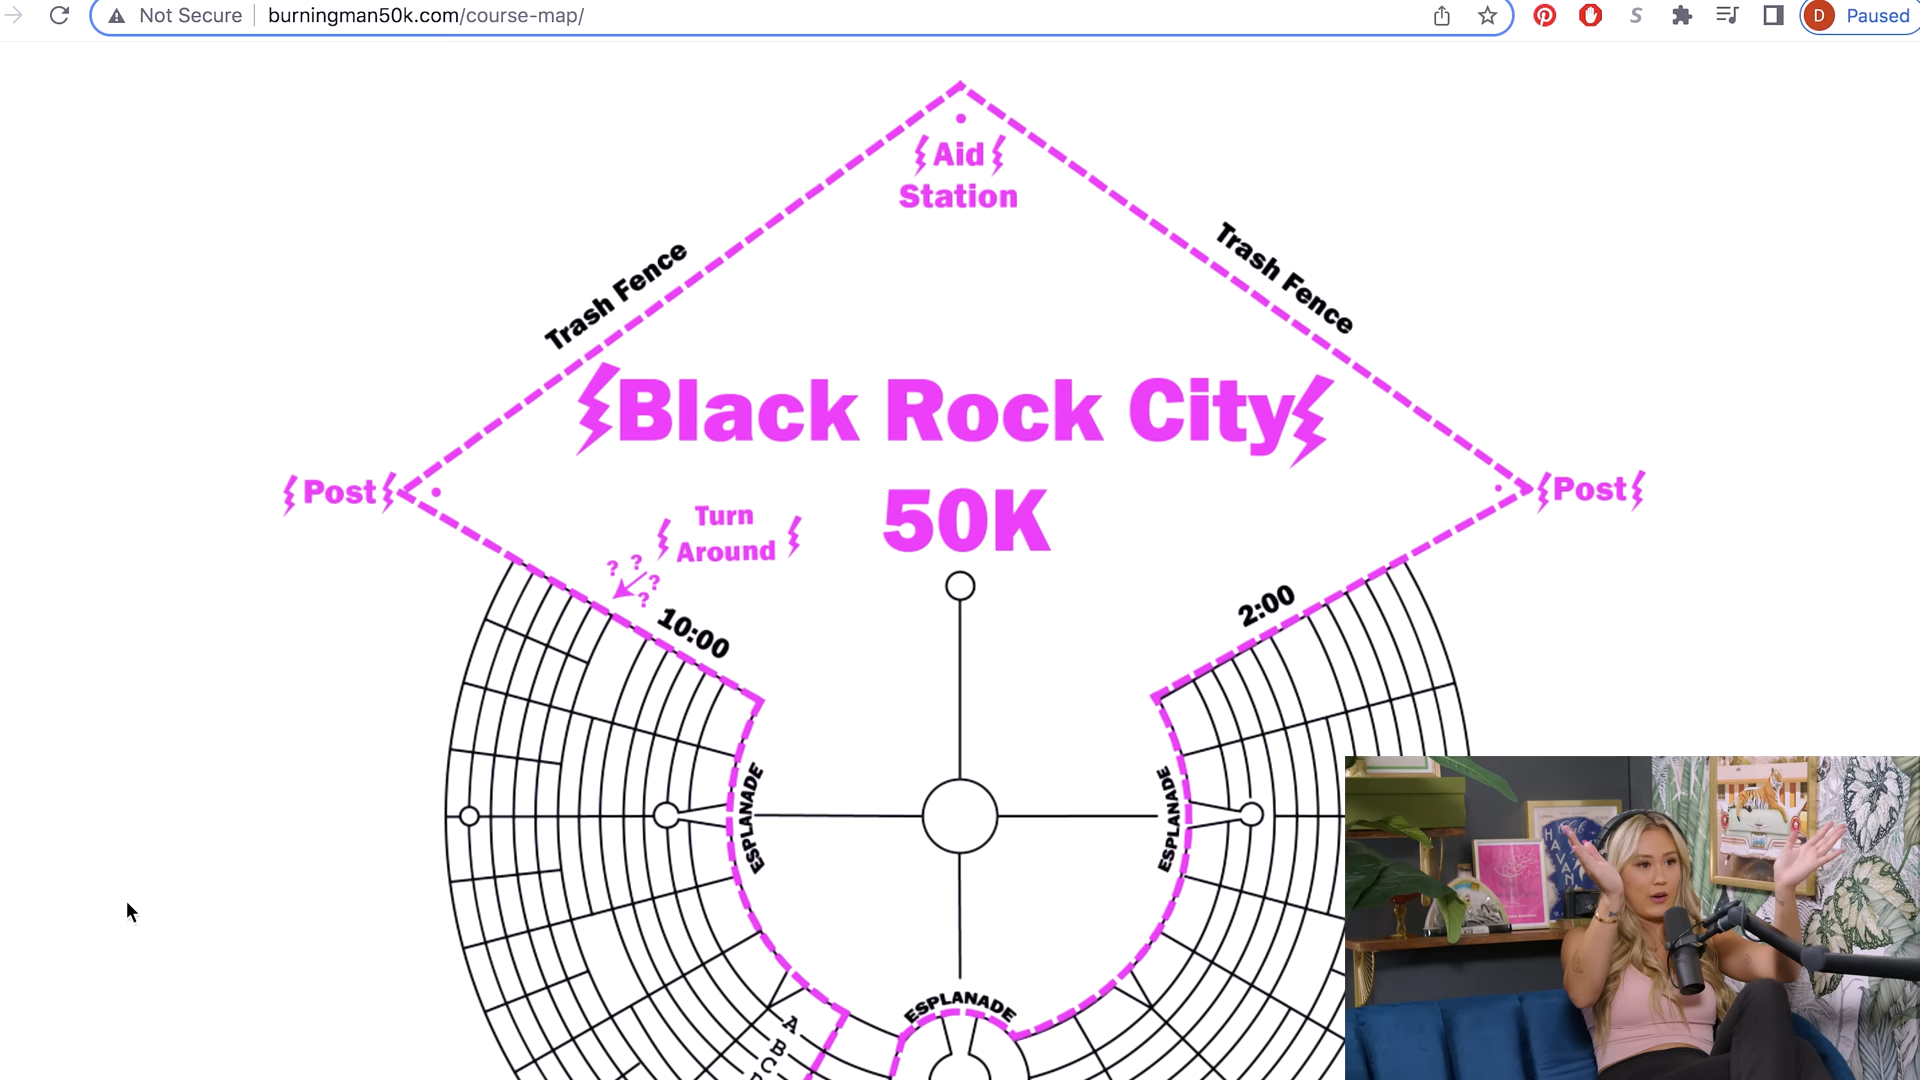 Not Secure burningman50k.com/course-map/
D Paused
Aid
Station
Trash Fence
Trash Fence
Black Rock City
50K
Post
Post
Turn
Around
? ? ? ?
10:00
2:00
ESPLANADE
ESPLANADE
ESPLANADE
A
B
C
HAVAN